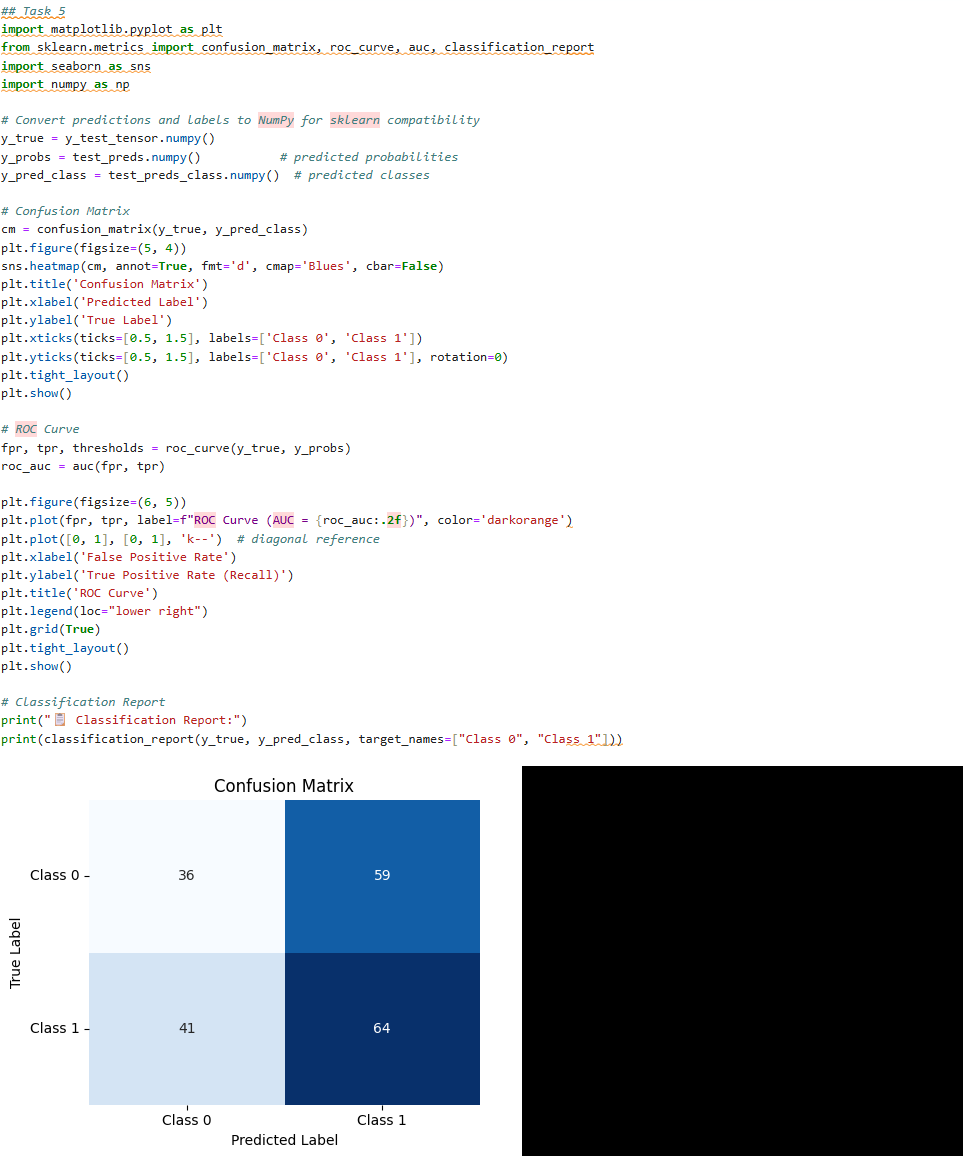 ## Task 5
import matplotlib.pyplot as plt
from sklearn.metrics import confusion_matrix, roc_curve, auc, classification_report
import seaborn as sns
import numpy as np
# Convert predictions and labels to NumPy for sklearn compatibility
y_true = y_test_tensor.numpy()
y_probs = test_preds.numpy()           # predicted probabilities
y_pred_class = test_preds_class.numpy()  # predicted classes
# Confusion Matrix
cm = confusion_matrix(y_true, y_pred_class)
plt.figure(figsize=(5, 4))
sns.heatmap(cm, annot=True, fmt='d', cmap='Blues', cbar=False)
plt.title('Confusion Matrix')
plt.xlabel('Predicted Label')
plt.ylabel('True Label')
plt.xticks(ticks=[0.5, 1.5], labels=['Class 0', 'Class 1'])
plt.yticks(ticks=[0.5, 1.5], labels=['Class 0', 'Class 1'], rotation=0)
plt.tight_layout()
plt.show()
# ROC Curve
fpr, tpr, thresholds = roc_curve(y_true, y_probs)
roc_auc = auc(fpr, tpr)
plt.figure(figsize=(6, 5))
plt.plot(fpr, tpr, label=f"ROC Curve (AUC = {roc_auc:.2f})", color='darkorange')
plt.plot([0, 1], [0, 1], 'k--')  # diagonal reference
plt.xlabel('False Positive Rate')
plt.ylabel('True Positive Rate (Recall)')
plt.title('ROC Curve')
plt.legend(loc="lower right")
plt.grid(True)
plt.tight_layout()
plt.show()
# Classification Report
print("📋 Classification Report:")
print(classification_report(y_true, y_pred_class, target_names=["Class 0", "Class 1"]))
Confusion Matrix
Class 0
36
59
True Label
Class 1
41
64
Class 0
Class 1
Predicted Label